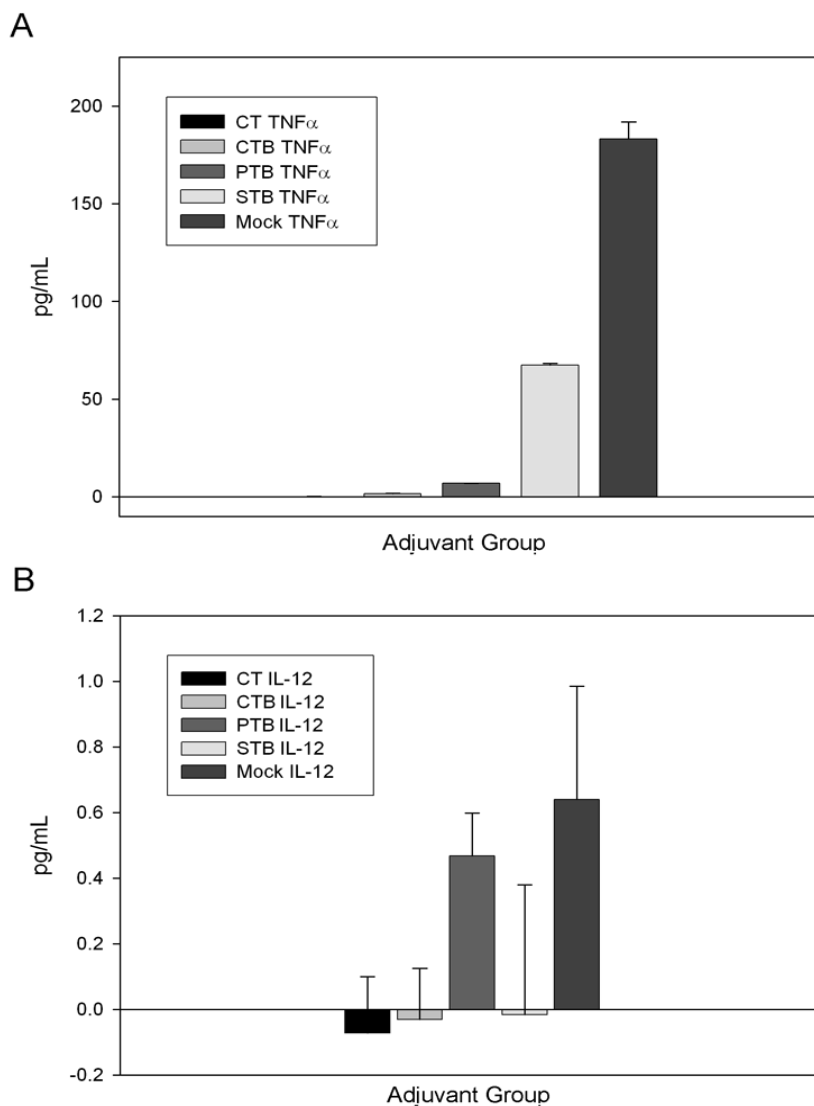 A
200
150
100
50
0
pg/mL
CT TNFα
CTB TNFα
PTB TNFα
STB TNFα
Mock TNFα
Adjuvant Group
B
1.2
1.0
0.8
0.6
0.4
0.2
0.0
-0.2
pg/mL
CT IL-12
CTB IL-12
PTB IL-12
STB IL-12
Mock IL-12
Adjuvant Group